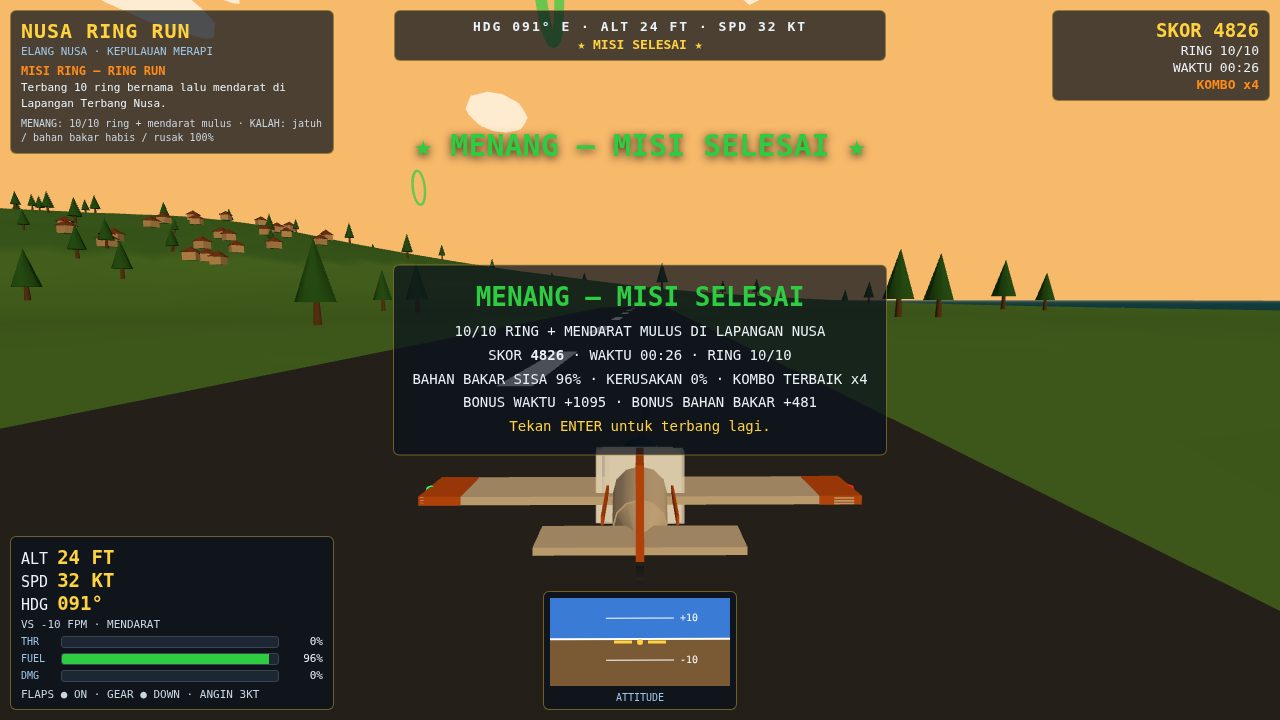 NUSA RING RUN
ELANG NUSA · KEPULAUAN MERAPI
MISI RING — RING RUN
Terbang 10 ring bernama lalu mendarat di
Lapangan Terbang Nusa.
MENANG: 10/10 ring + mendarat mulus · KALAH: jatuh
/ bahan bakar habis / rusak 100%
HDG 091° E · ALT 24 FT · SPD 32 KT
★ MISI SELESAI ★
SKOR 4826
RING 10/10
WAKTU 00:26
KOMBO x4
★ MENANG — MISI SELESAI ★
MENANG — MISI SELESAI
10/10 RING + MENDARAT MULUS DI LAPANGAN NUSA
SKOR 4826 · WAKTU 00:26 · RING 10/10
BAHAN BAKAR SISA 96% · KERUSAKAN 0% · KOMBO TERBAIK x4
BONUS WAKTU +1095 · BONUS BAHAN BAKAR +481
Tekan ENTER untuk terbang lagi.
ALT 24 FT
SPD 32 KT
HDG 091°
VS -10 FPM · MENDARAT
THR 0%
FUEL 96%
DMG 0%
FLAPS ● ON · GEAR ● DOWN · ANGIN 3KT
+10
-10
ATTITUDE